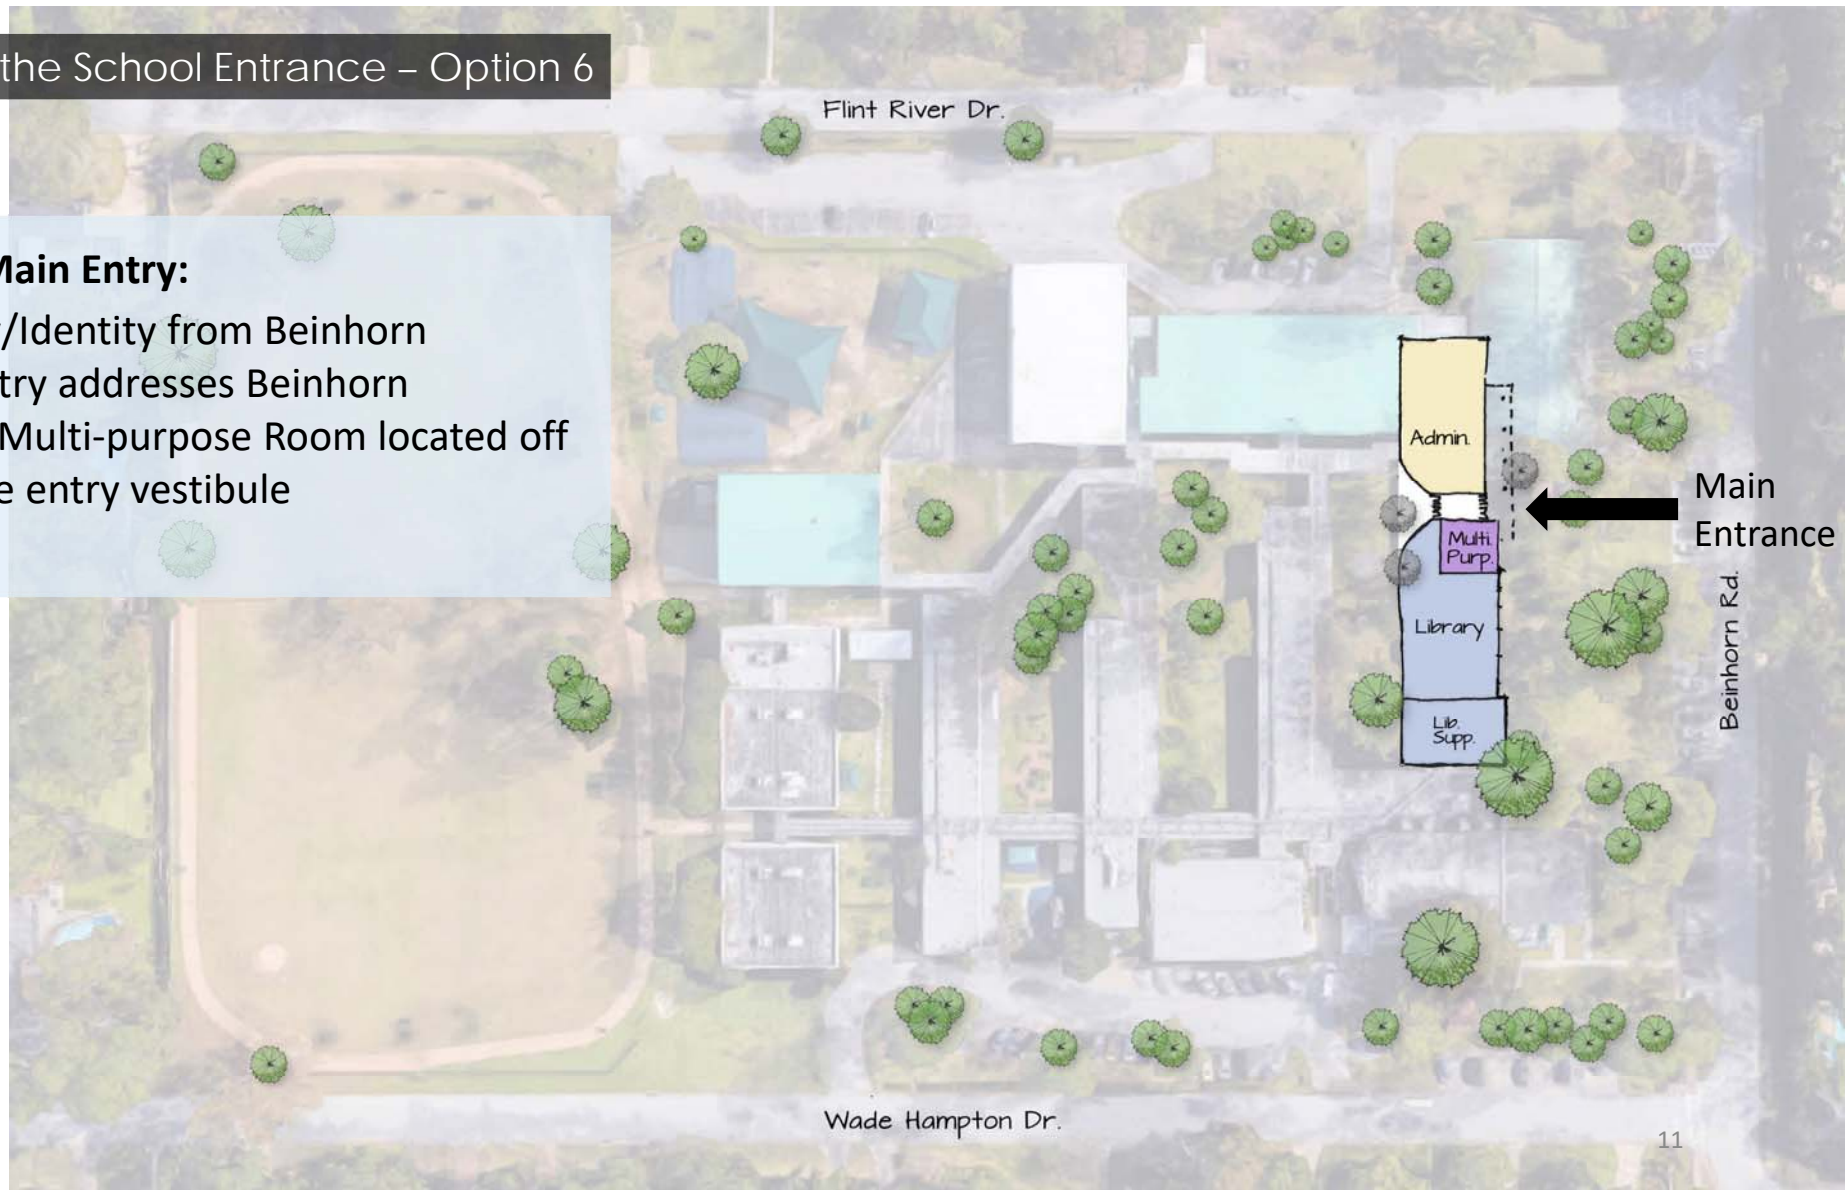 the School Entrance – Option 6
Flint River Dr.
Main Entry:
/Identity from Beinhorn
try addresses Beinhorn
Multi-purpose Room located off
e entry vestibule
Admin.
Main
Entrance
Multi.
Purp.
Library
Beinhorn Rd.
Lib.
Supp.
Wade Hampton Dr.
11